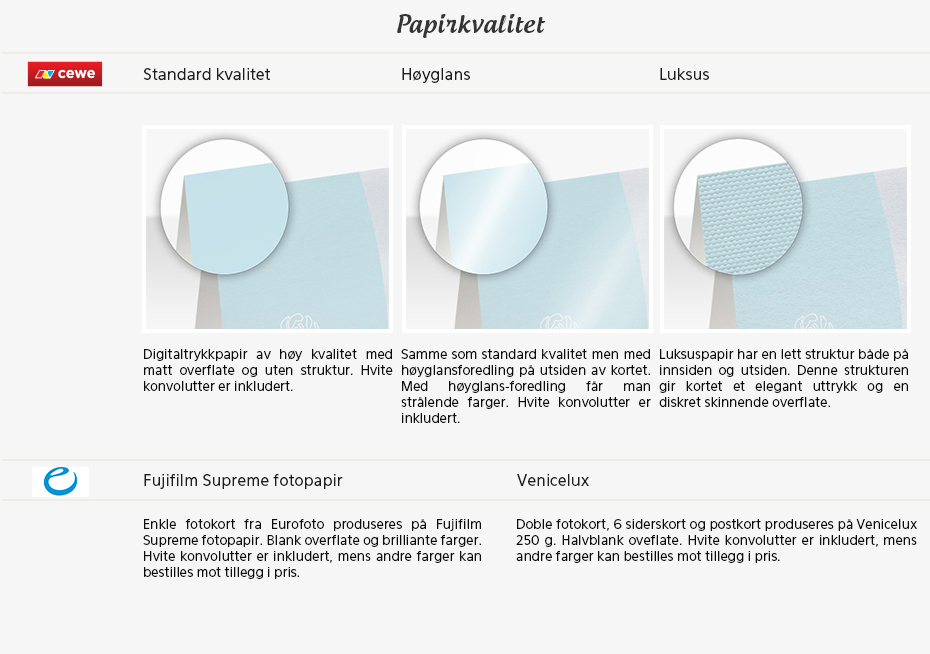 Papirkvalitet
cewe
Standard kvalitet
Høyglans
Luksus
Digitaltrykkpapir av høy kvalitet med
matt overflate og uten struktur. Hvite
konvolutter er inkludert.
Samme som standard kvalitet men med
høyglansforedling på utsiden av kortet.
Med høyglans-foredling får man
strålende farger. Hvite konvolutter er
inkludert.
Luksuspapir har en lett struktur både på
innsiden og utsiden. Denne strukturen
gir kortet et elegant uttrykk og en
diskret skinnende overflate.
Fujifilm Supreme fotopapir
Venicelux
Enkle fotokort fra Eurofoto produseres på Fujifilm
Supreme fotopapir. Blank overflate og brilliante farger.
Hvite konvolutter er inkludert, mens andre farger kan
bestilles mot tillegg i pris.
Doble fotokort, 6 siderskort og postkort produseres på Venicelux
250 g. Halvblank oveflate. Hvite konvolutter er inkludert, mens
andre farger kan bestilles mot tillegg i pris.